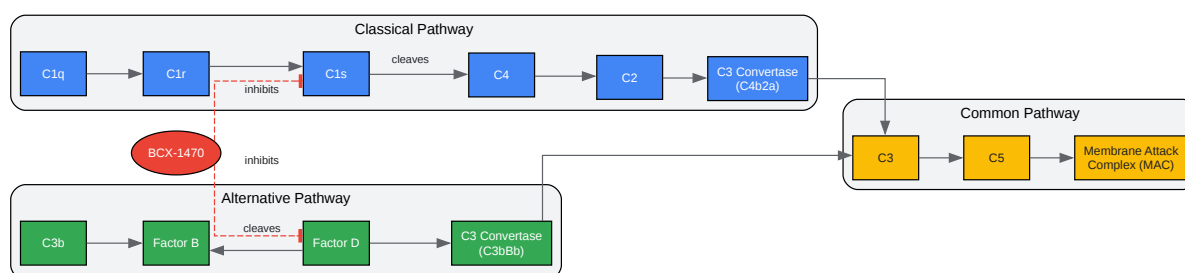 Classical Pathway
C1q
C1r
C1s
cleaves
C4
C2
C3 Convertase
(C4b2a)
inhibits
Common Pathway
BCX-1470
inhibits
C3
C5
Membrane Attack
Complex (MAC)
Alternative Pathway
C3b
Factor B
cleaves
Factor D
C3 Convertase
(C3bBb)